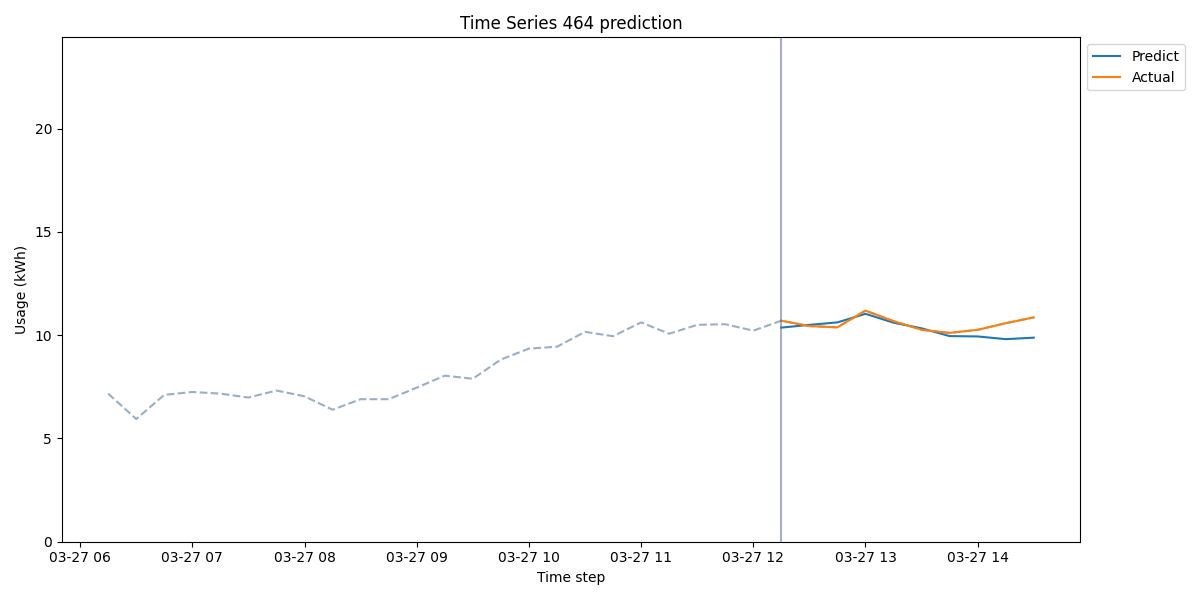 Time Series 464 prediction
Predict
Actual
Usage (kWh)
20
15
10
5
0
03-27 06 03-27 07 03-27 08 03-27 09 03-27 10 03-27 11 03-27 12 03-27 13 03-27 14
Time step